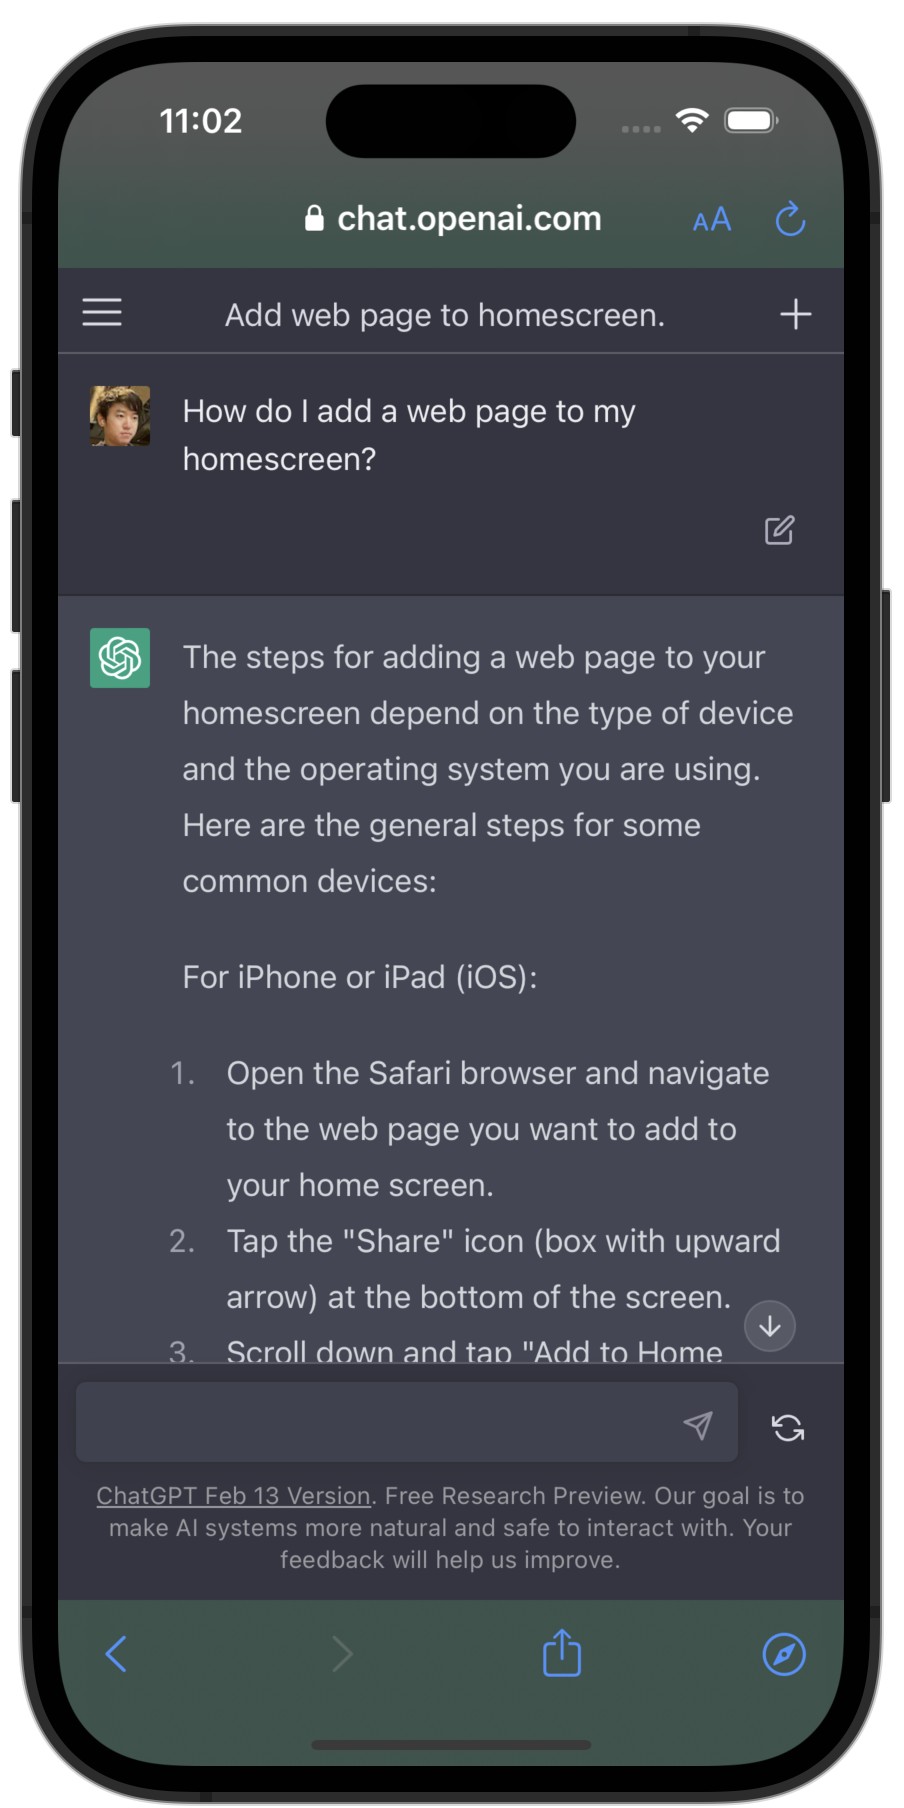 11:02
chat.openai.com
AA
Add web page to homescreen.
How do I add a web page to my
homescreen?
The steps for adding a web page to your
homescreen depend on the type of device
and the operating system you are using.
Here are the general steps for some
common devices:
For iPhone or iPad (iOS):
1. Open the Safari browser and navigate
to the web page you want to add to
your home screen.
2. Tap the "Share" icon (box with upward
arrow) at the bottom of the screen.
3. Scroll down and tap "Add to Home
ChatGPT Feb 13 Version. Free Research Preview. Our goal is to
make AI systems more natural and safe to interact with. Your
feedback will help us improve.